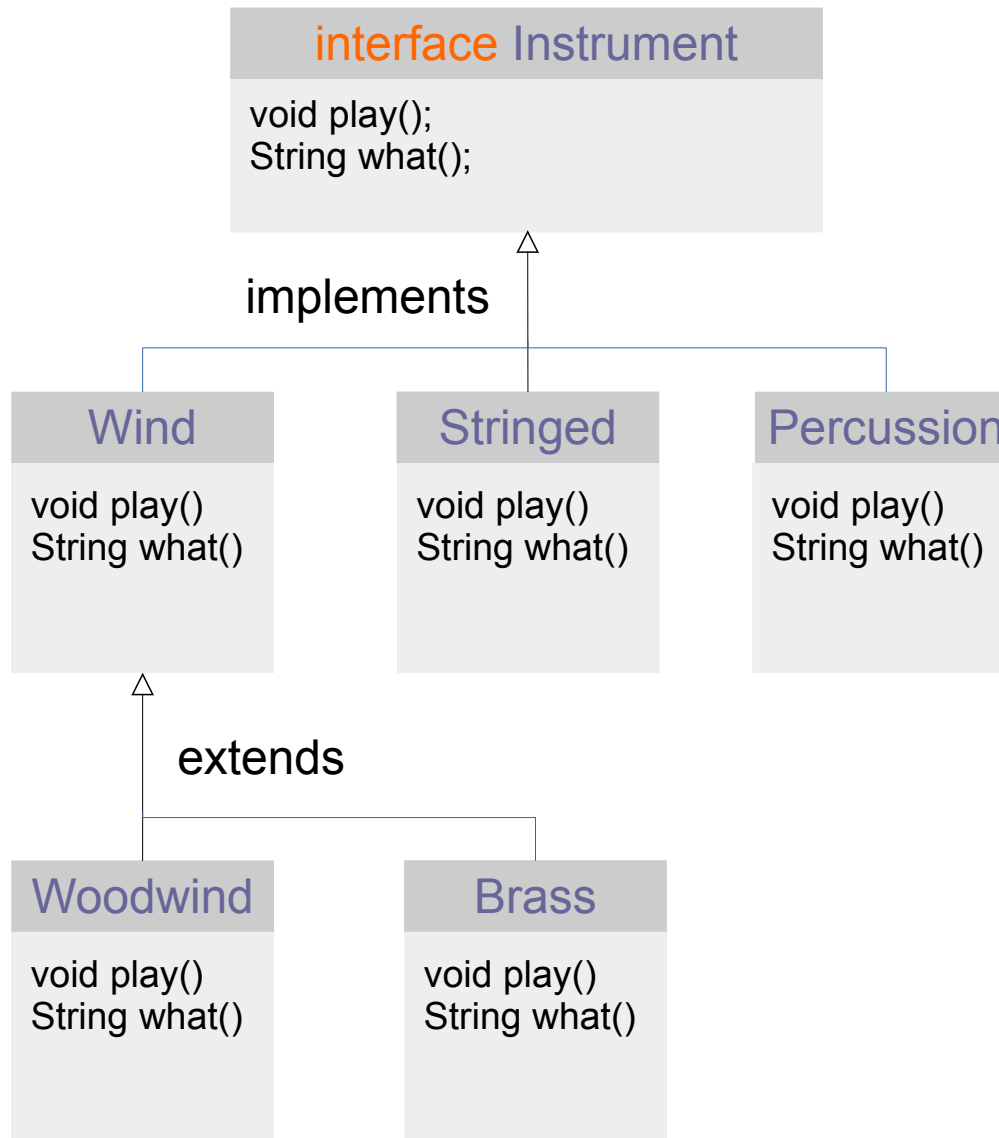 interface Instrument
void play();
String what();
implements
Wind
void play()
String what()
Stringed
void play()
String what()
Percussion
void play()
String what()
extends
Woodwind
void play()
String what()
Brass
void play()
String what()